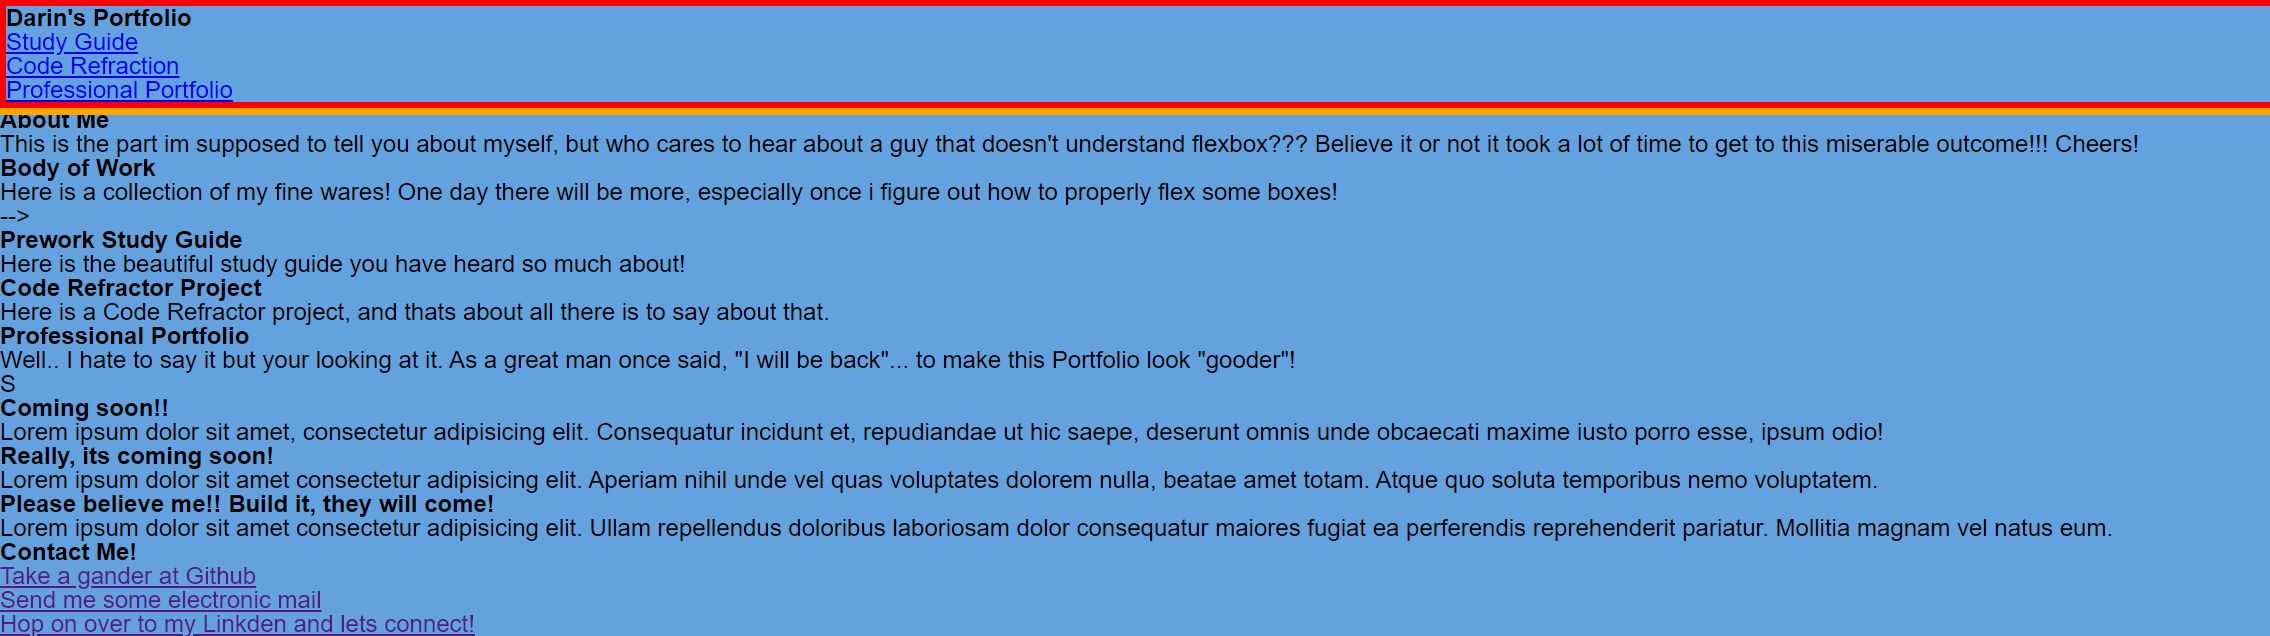 Darin's Portfolio
Study Guide
Code Refraction
Professional Portfolio
About Me
This is the part im supposed to tell you about myself, but who cares to hear about a guy that doesn't understand flexbox??? Believe it or not it took a lot of time to get to this miserable outcome!!! Cheers!
Body of Work
Here is a collection of my fine wares! One day there will be more, especially once i figure out how to properly flex some boxes!
-->
Prework Study Guide
Here is the beautiful study guide you have heard so much about!
Code Refractor Project
Here is a Code Refractor project, and thats about all there is to say about that.
Professional Portfolio
Well.. I hate to say it but your looking at it. As a great man once said, "I will be back"... to make this Portfolio look "gooder"!
S
Coming soon!!
Lorem ipsum dolor sit amet, consectetur adipisicing elit. Consequatur incidunt et, repudiandae ut hic saepe, deserunt omnis unde obcaecati maxime iusto porro esse, ipsum odio!
Really, its coming soon!
Lorem ipsum dolor sit amet consectetur adipisicing elit. Aperiam nihil unde vel quas voluptates dolorem nulla, beatae amet totam. Atque quo soluta temporibus nemo voluptatem.
Please believe me!! Build it, they will come!
Lorem ipsum dolor sit amet consectetur adipisicing elit. Ullam repellendus doloribus laboriosam dolor consequatur maiores fugiat ea perferendis reprehenderit pariatur. Mollitia magnam vel natus eum.
Contact Me!
Take a gander at Github
Send me some electronic mail
Hop on over to my Linkden and lets connect!